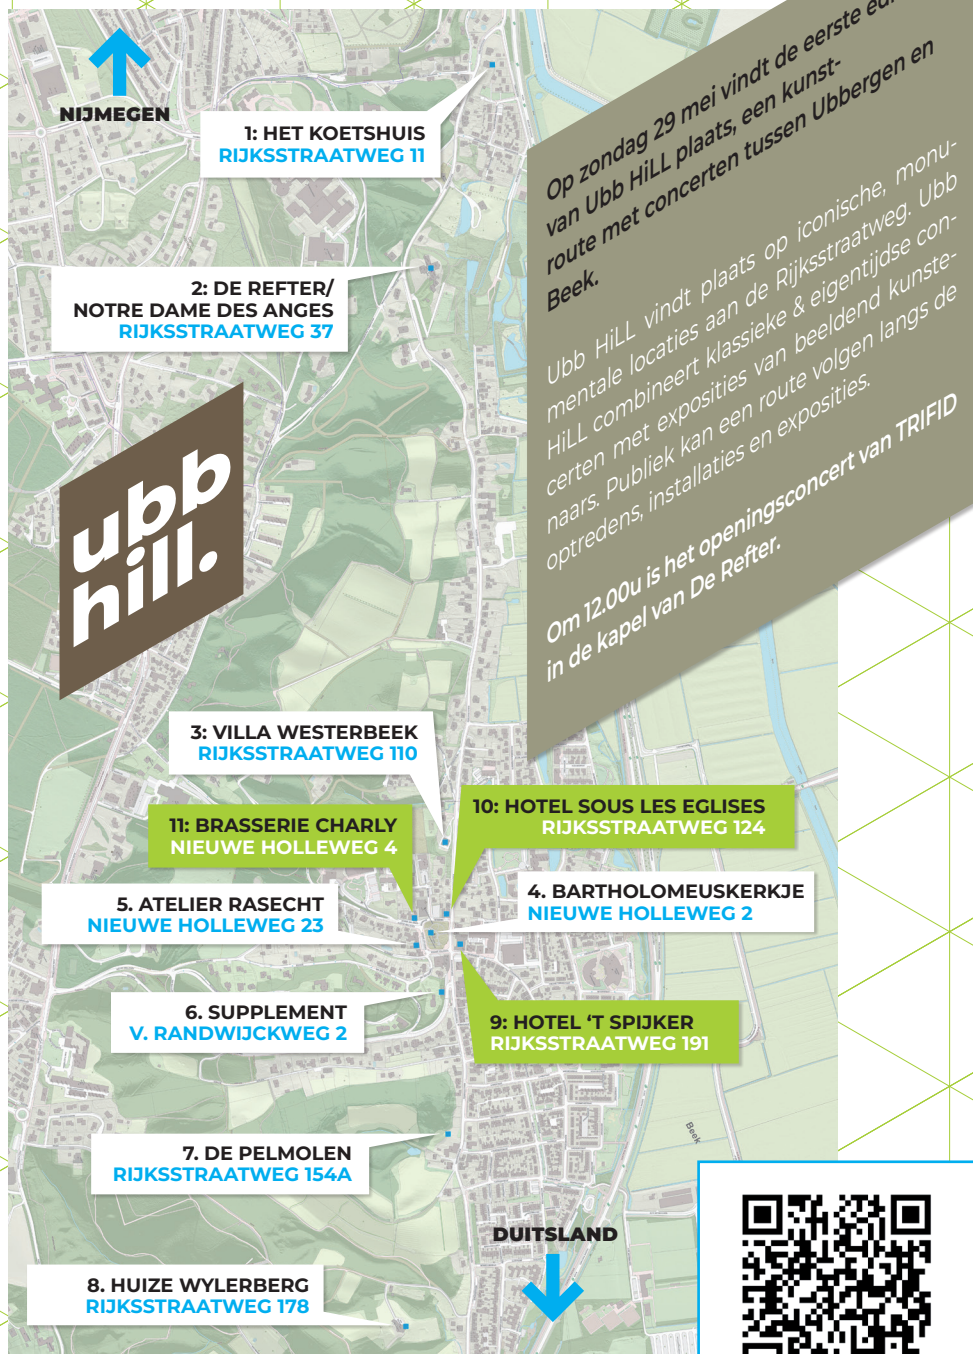 NIJMEGEN
1: HET KOETSHUIS
RIJKSSTRAATWEG 11
2: DE REFTER/
NOTRE DAME DES ANGES
RIJKSSTRAATWEG 37
Op zondag 29 mei vindt de eerste
van Ubb HiLL plaats, een kunst-
route met concerten tussen Ubbergen en
Beek.
Ubb HiLL vindt plaats op iconische, monu-
mentale locaties aan de Rijksstraatweg. Ubb
HiLL combineert klassieke & eigentijdse con-
certen met exposities van beeldend kunste-
naars. Publiek kan een route volgen langs de
optredens, installaties en exposities.
Om 12.00u is het openingsconcert van TRIFID
in de kapel van De Refter.
ubb
hill.
3: VILLA WESTERBEEK
RIJKSSTRAATWEG 110
10: HOTEL SOUS LES EGLISES
RIJKSSTRAATWEG 124
11: BRASSERIE CHARLY
NIEUWE HOLLEWEG 4
4. BARTHOLOMEUSKERKJE
NIEUWE HOLLEWEG 2
5. ATELIER RASECHT
NIEUWE HOLLEWEG 23
6. SUPPLEMENT
V. RANDWIJCKWEG 2
9: HOTEL ‘T SPIJKER
RIJKSSTRAATWEG 191
Beek
7. DE PELMOLEN
RIJKSSTRAATWEG 154A
DUITSLAND
8. HUIZE WYLERBERG
RIJKSSTRAATWEG 178